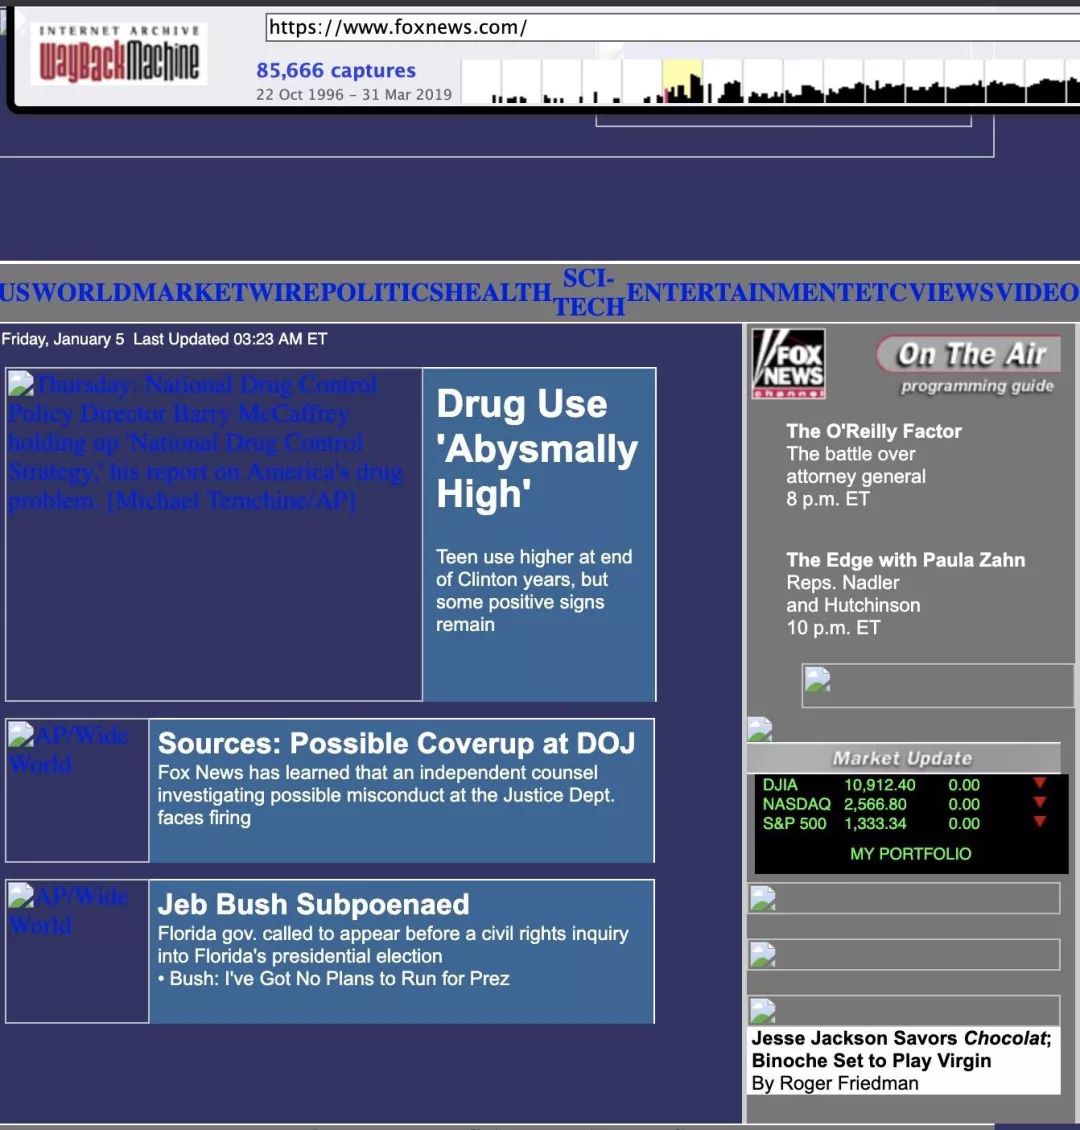 INTERNET ARCHIVE
WayBackMachine
https://www.foxnews.com/
85,666 captures
22 Oct 1996 – 31 Mar 2019
USWORLDMARKETWIREPOLITICSHEALTH SCI-
TECH ENTERTAINMENTETCVIEWSVIDEO
Friday, January 5 Last Updated 03:23 AM ET
Thursday: National Drug Control
Policy Director Barry McCaffrey
holding up 'National Drug Control
Strategy,' his report on America's drug
problem. [Michael Temchine/AP]
Drug Use
'Abysmally
High'
Teen use higher at end
of Clinton years, but
some positive signs
remain
AP/Wide
World
Sources: Possible Coverup at DOJ
Fox News has learned that an independent counsel
investigating possible misconduct at the Justice Dept.
faces firing
AP/Wide
World
Jeb Bush Subpoenaed
Florida gov. called to appear before a civil rights inquiry
into Florida's presidential election
• Bush: I've Got No Plans to Run for Prez
FOX
NEWS
channel
On The Air
programming guide
The O'Reilly Factor
The battle over
attorney general
8 p.m. ET
The Edge with Paula Zahn
Reps. Nadler
and Hutchinson
10 p.m. ET
Market Update
DJIA 10,912.40 0.00
NASDAQ 2,566.80 0.00
S&P 500 1,333.34 0.00
MY PORTFOLIO
Jesse Jackson Savors Chocolat;
Binoche Set to Play Virgin
By Roger Friedman